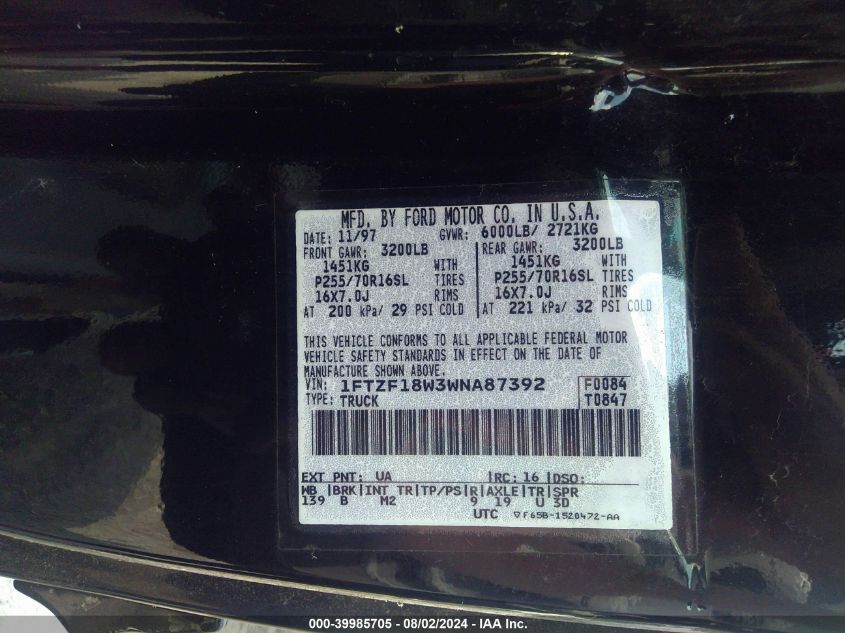 MFD. BY FORD MOTOR CO. IN U.S.A.
DATE: 11/97 GVWR: 6000LB/ 2721KG
FRONT GAWR: 3200LB REAR GAWR: 3200LB
1451KG WITH 1451KG WITH
P255/70R16SL TIRES P255/70R16SL TIRES
16X7.0J RIMS 16X7.0J RIMS
AT 200 kPa/ 29 PSI COLD AT 221 kPa/ 32 PSI COLD
THIS VEHICLE CONFORMS TO ALL APPLICABLE FEDERAL MOTOR
VEHICLE SAFETY STANDARDS IN EFFECT ON THE DATE OF
MANUFACTURE SHOWN ABOVE.
VIN: 1FTZF18W3WNA87392 F0084
TYPE: TRUCK T0847
EXT PNT: UA |RC: 16 |DSO:
WB |BRK|INT TR|TP/PS|R|AXLE|TR|SPR
139 B M2 9 19 U 3D
UTC ▽F65B-1520472-AA
000-39985705 - 08/02/2024 - IAA Inc.